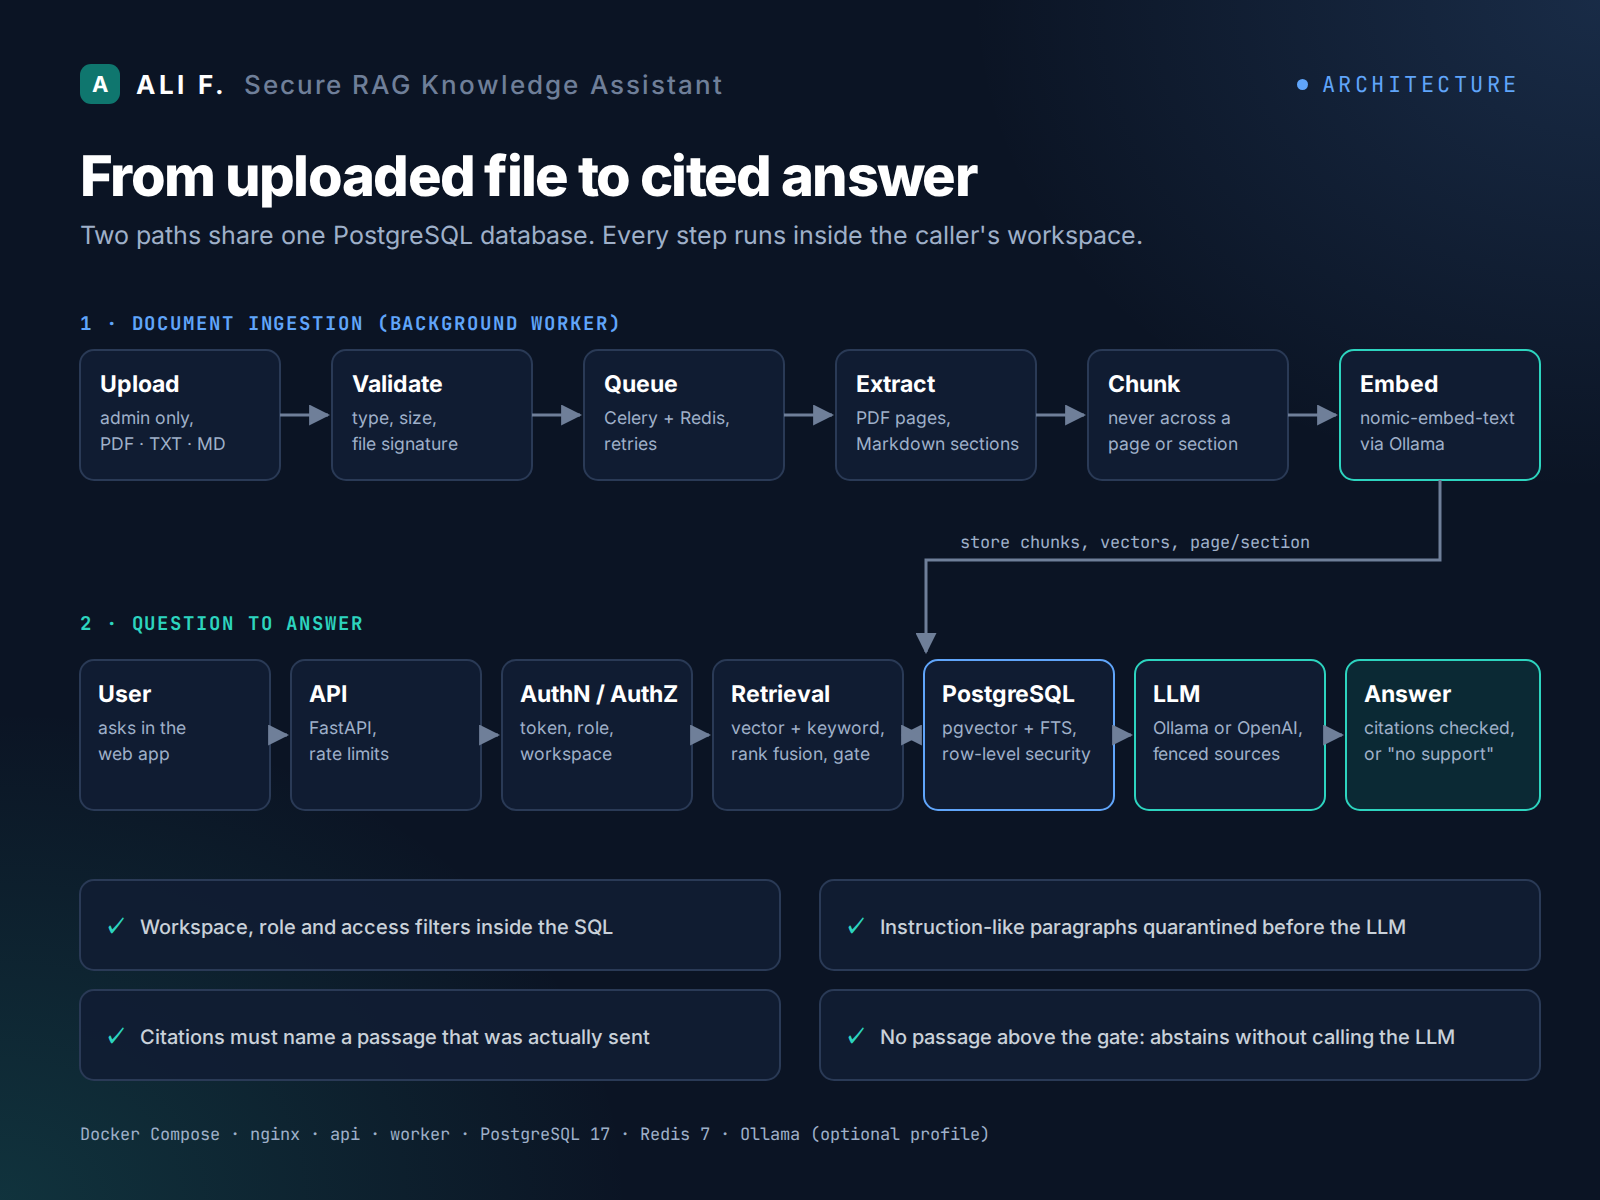 A ALI F. Secure RAG Knowledge Assistant
ARCHITECTURE
From uploaded file to cited answer
Two paths share one PostgreSQL database. Every step runs inside the caller's workspace.
1 · DOCUMENT INGESTION (BACKGROUND WORKER)
Upload
admin only,
PDF · TXT · MD
Validate
type, size,
file signature
Queue
Celery + Redis,
retries
Extract
PDF pages,
Markdown sections
Chunk
never across a
page or section
Embed
nomic-embed-text
via Ollama
store chunks, vectors, page/section
2 · QUESTION TO ANSWER
User
asks in the
web app
API
FastAPI,
rate limits
AuthN / AuthZ
token, role,
workspace
Retrieval
vector + keyword,
rank fusion, gate
PostgreSQL
pgvector + FTS,
row-level security
LLM
Ollama or OpenAI,
fenced sources
Answer
citations checked,
or "no support"
✓ Workspace, role and access filters inside the SQL
✓ Instruction-like paragraphs quarantined before the LLM
✓ Citations must name a passage that was actually sent
✓ No passage above the gate: abstains without calling the LLM
Docker Compose · nginx · api · worker · PostgreSQL 17 · Redis 7 · Ollama (optional profile)